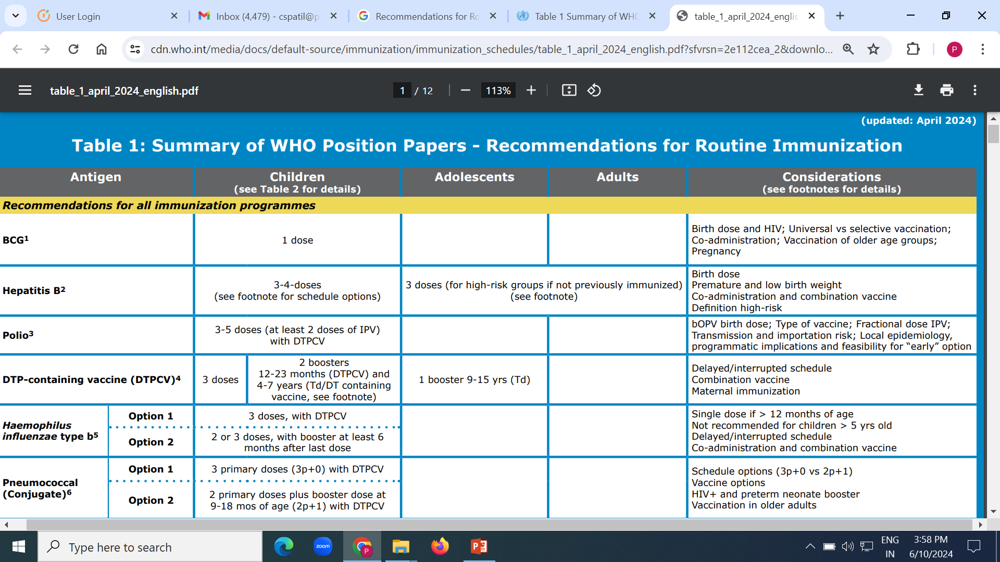 User Login
Inbox (4,479) - cspatil@p
Recommendations for Ro
Table 1 Summary of WHO
table_1_april_2024_englis
cdn.who.int/media/docs/default-source/immunization/immunization_schedules/table_1_april_2024_english.pdf?sfvrsn=2e112cea_2&downlo...
P
table_1_april_2024_english.pdf
1 / 12
113%
(updated: April 2024)
Table 1: Summary of WHO Position Papers - Recommendations for Routine Immunization
Antigen
Children
(see Table 2 for details)
Adolescents
Adults
Considerations
(see footnotes for details)
Recommendations for all immunization programmes
BCG1
1 dose
Birth dose and HIV; Universal vs selective vaccination;
Co-administration; Vaccination of older age groups;
Pregnancy
Hepatitis B2
3-4-doses
(see footnote for schedule options)
3 doses (for high-risk groups if not previously immunized)
(see footnote)
Birth dose
Premature and low birth weight
Co-administration and combination vaccine
Definition high-risk
Polio3
3-5 doses (at least 2 doses of IPV)
with DTPCV
bOPV birth dose; Type of vaccine; Fractional dose IPV;
Transmission and importation risk; Local epidemiology,
programmatic implications and feasibility for “early” option
DTP-containing vaccine (DTPCV)4
3 doses
2 boosters
12-23 months (DTPCV) and
4-7 years (Td/DT containing
vaccine, see footnote)
1 booster 9-15 yrs (Td)
Delayed/interrupted schedule
Combination vaccine
Maternal immunization
Haemophilus
influenzae type b5
Option 1
3 doses, with DTPCV
Option 2
2 or 3 doses, with booster at least 6
months after last dose
Single dose if > 12 months of age
Not recommended for children > 5 yrs old
Delayed/interrupted schedule
Co-administration and combination vaccine
Pneumococcal
(Conjugate)6
Option 1
3 primary doses (3p+0) with DTPCV
Option 2
2 primary doses plus booster dose at
9-18 mos of age (2p+1) with DTPCV
Schedule options (3p+0 vs 2p+1)
Vaccine options
HIV+ and preterm neonate booster
Vaccination in older adults
Type here to search
zoom
P
ENG
IN
3:58 PM
6/10/2024